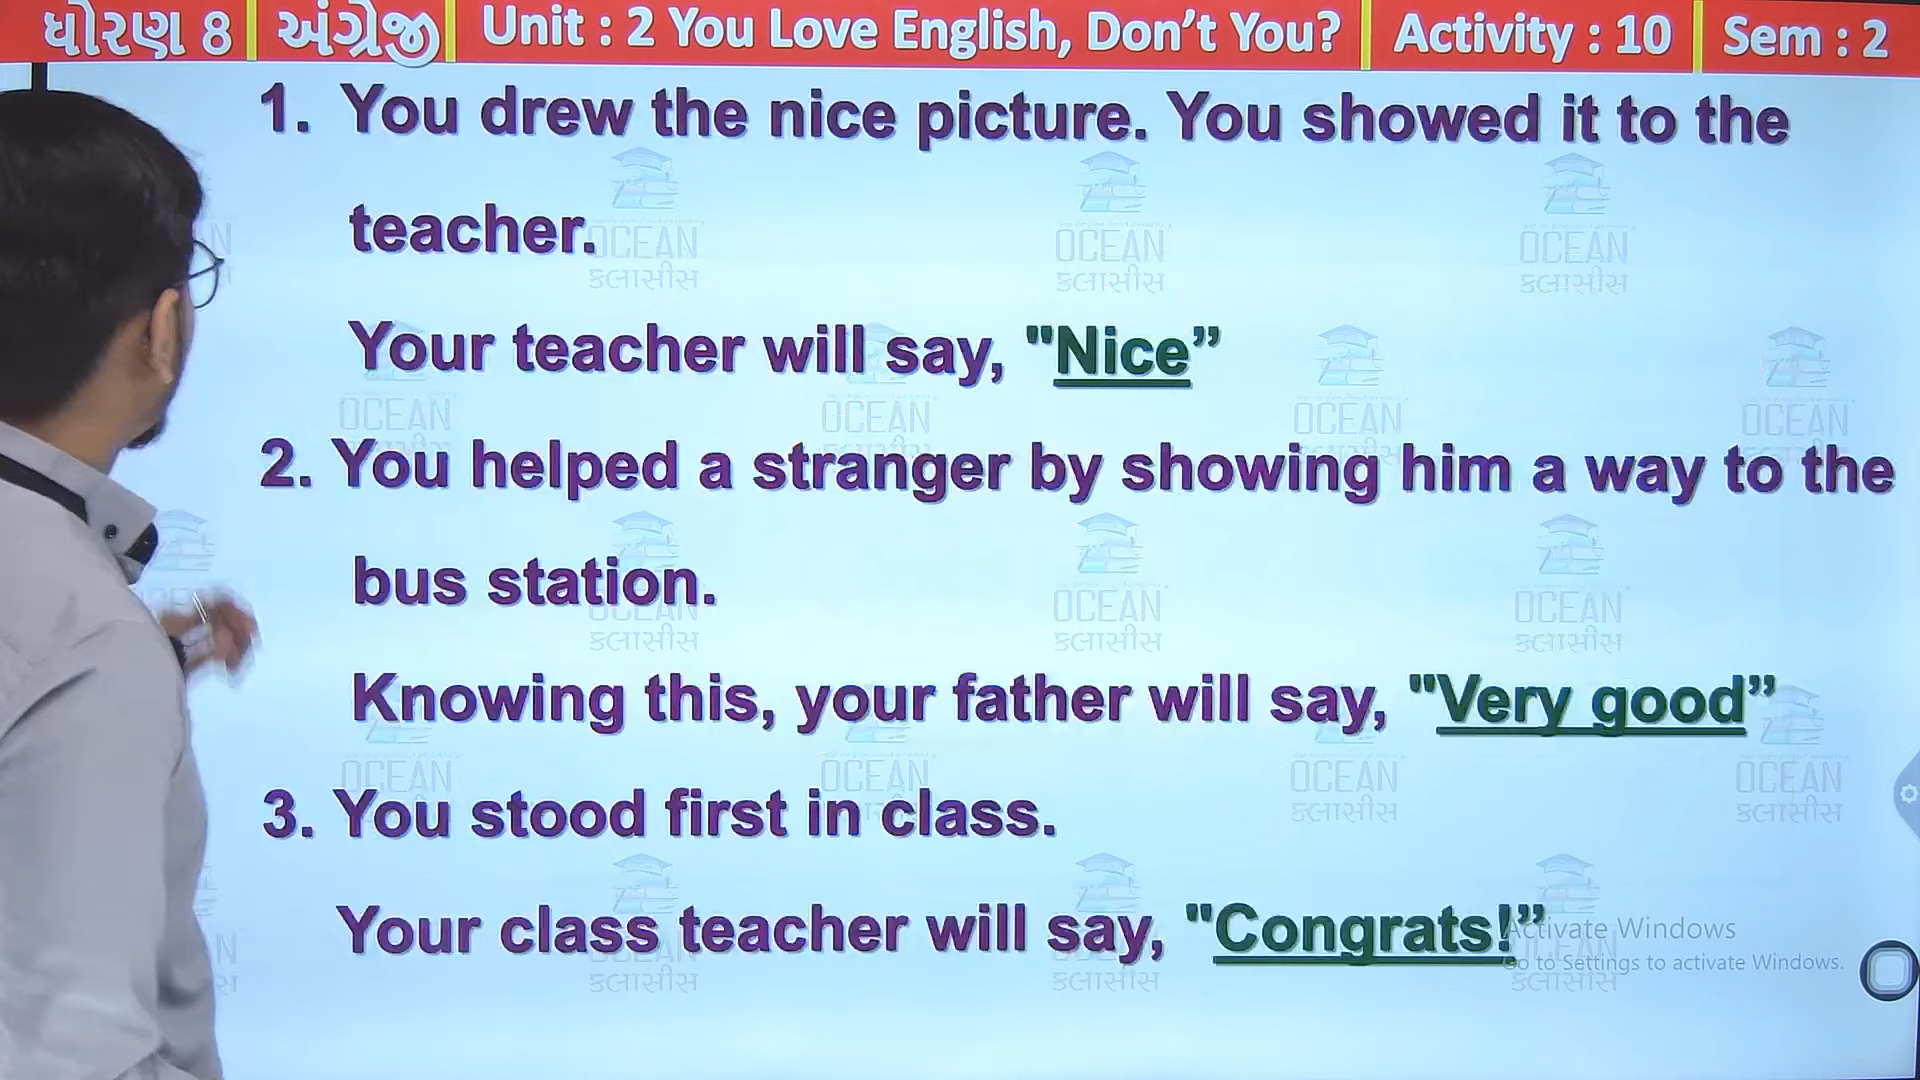 ધોરણ 8 અંગ્રેજી Unit : 2 You Love English, Don’t You? Activity : 10 Sem : 2
1. You drew the nice picture. You showed it to the
teacher.
Your teacher will say, "Nice”
2. You helped a stranger by showing him a way to the
bus station.
Knowing this, your father will say, "Very good”
3. You stood first in class.
Your class teacher will say, "Congrats!”
Activate Windows
Go to Settings to activate Windows.
OCEAN
કલાસીસ